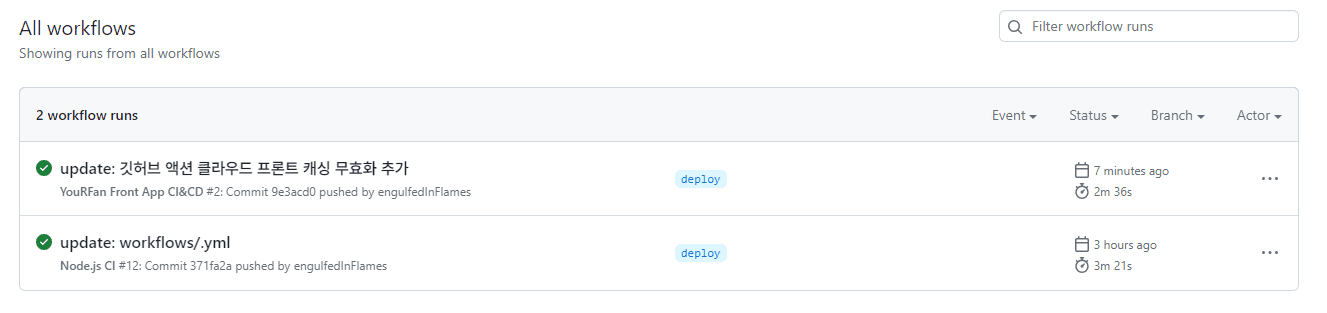 All workflows
Filter workflow runs
Showing runs from all workflows
2 workflow runs Event Status Branch Actor
update: 깃허브 액션 클라우드 프론트 캐싱 무효화 추가
YouRFan Front App CI&CD #2: Commit 9e3acd0 pushed by engulfedInFlames
deploy
7 minutes ago
2m 36s
update: workflows/.yml
Node.js CI #12: Commit 371fa2a pushed by engulfedInFlames
deploy
3 hours ago
3m 21s